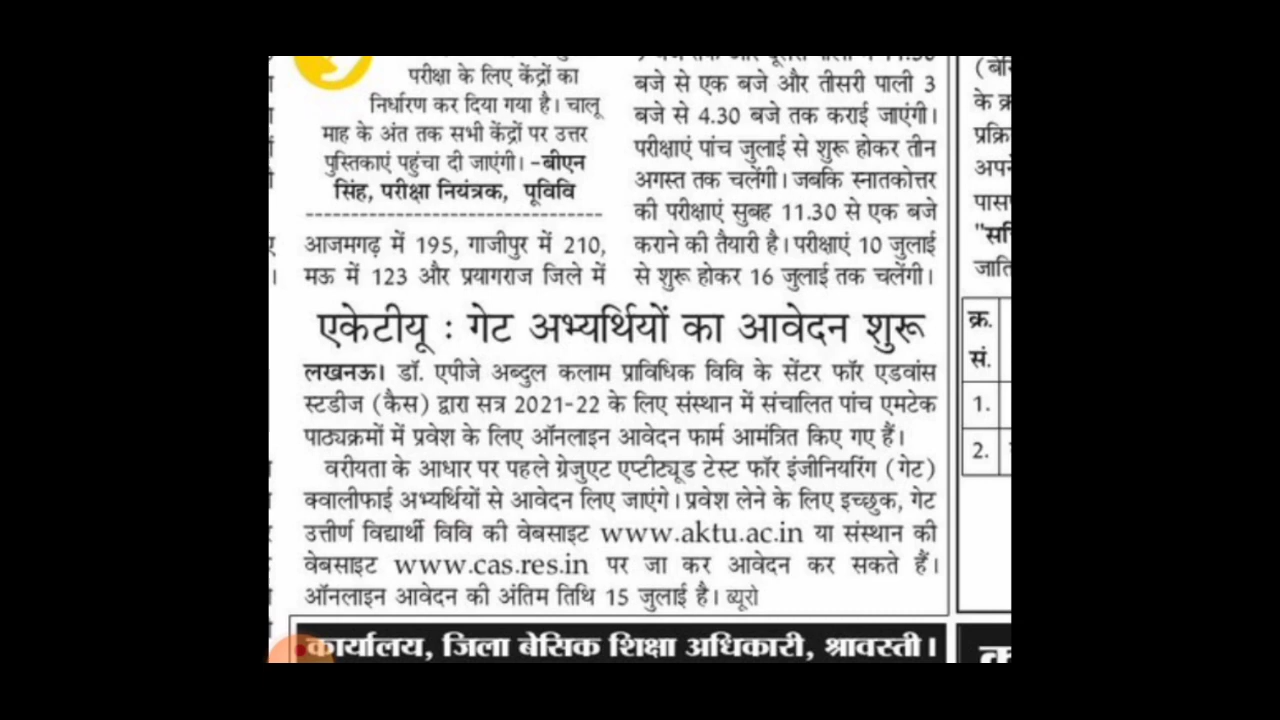 परीक्षा के लिए केंद्रों का
निर्धारण कर दिया गया है। चालू
माह के अंत तक सभी केंद्रों पर उत्तर
पुस्तिकाएं पहुंचा दी जाएंगी। -बीएन
सिंह, परीक्षा नियंत्रक, पूविवि
आजमगढ़ में 195, गाजीपुर में 210,
मऊ में 123 और प्रयागराज जिले में
बजे से एक बजे और तीसरी पाली 3
बजे से 4.30 बजे तक कराई जाएंगी।
परीक्षाएं पांच जुलाई से शुरू होकर तीन
अगस्त तक चलेंगी। जबकि स्नातकोत्तर
की परीक्षाएं सुबह 11.30 से एक बजे
कराने की तैयारी है। परीक्षाएं 10 जुलाई
से शुरू होकर 16 जुलाई तक चलेंगी।
एकेटीयू : गेट अभ्यर्थियों का आवेदन शुरू
लखनऊ। डॉ. एपीजे अब्दुल कलाम प्राविधिक विवि के सेंटर फॉर एडवांस
स्टडीज (कैस) द्वारा सत्र 2021-22 के लिए संस्थान में संचालित पांच एमटेक
पाठ्यक्रमों में प्रवेश के लिए ऑनलाइन आवेदन फार्म आमंत्रित किए गए हैं।
वरीयता के आधार पर पहले ग्रेजुएट एप्टीट्यूड टेस्ट फॉर इंजीनियरिंग (गेट)
क्वालीफाई अभ्यर्थियों से आवेदन लिए जाएंगे। प्रवेश लेने के लिए इच्छुक, गेट
उत्तीर्ण विद्यार्थी विवि की वेबसाइट www.aktu.ac.in या संस्थान की
वेबसाइट www.cas.res.in पर जा कर आवेदन कर सकते हैं।
ऑनलाइन आवेदन की अंतिम तिथि 15 जुलाई है। ब्यूरो
कार्यालय, जिला बेसिक शिक्षा अधिकारी, श्रावस्ती।
के
क्र.
सं.
1.
2.